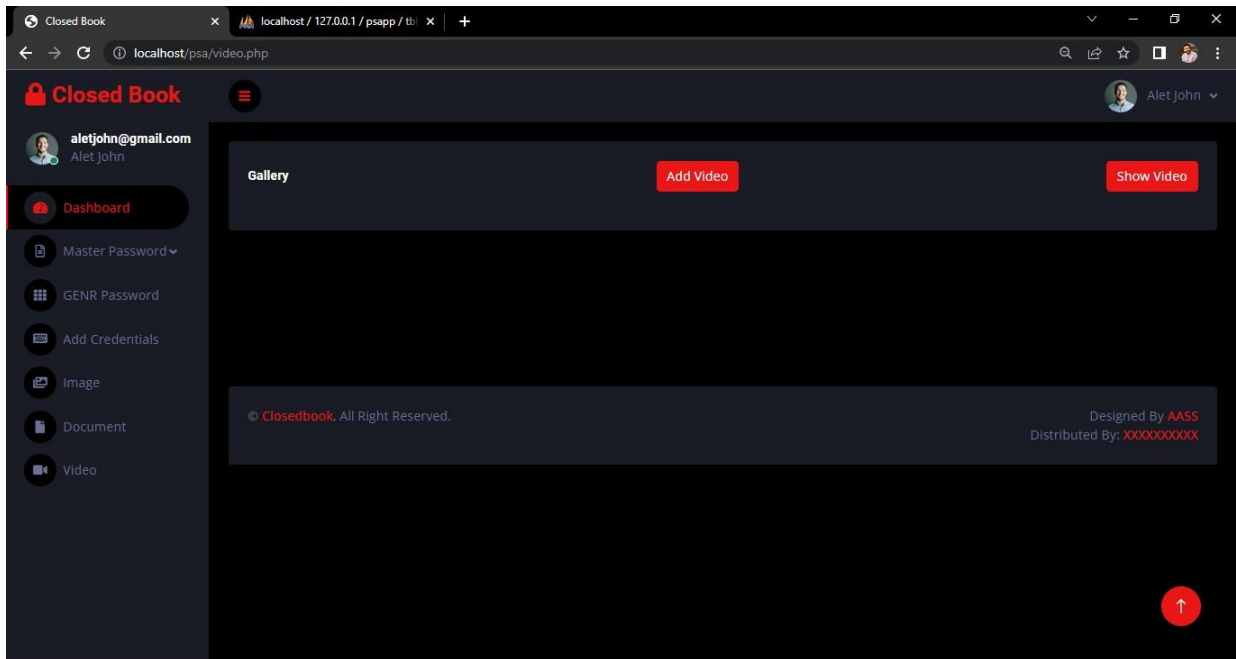 Closed Book
localhost / 127.0.0.1 / psapp / tbl
localhost/psa/video.php
Closed Book
Alet John
aletjohn@gmail.com
Alet John
Gallery
Add Video
Show Video
Dashboard
Master Password
GENR Password
Add Credentials
Image
Document
Video
© Closedbook, All Right Reserved.
Designed By AASS
Distributed By: XXXXXXXXXX